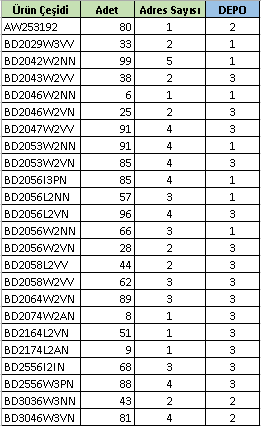 Ürün Çeşidi Adet Adres Sayısı DEPO
AW253192 80 1 2
BD2029W3VV 33 2 1
BD2042W2NN 99 5 1
BD2043W2VV 38 2 3
BD2046W2NN 6 1 1
BD2046W2VN 25 2 3
BD2047W2VV 91 4 3
BD2053W2NN 91 4 1
BD2053W2VN 85 4 3
BD2056I3PN 85 4 1
BD2056L2NN 57 3 1
BD2056L2VN 96 4 3
BD2056W2NN 66 3 1
BD2056W2VN 28 2 3
BD2058L2VV 44 2 3
BD2058W2VV 62 3 3
BD2064W2VN 89 3 3
BD2074W2AN 8 1 3
BD2164L2VN 51 1 3
BD2174L2AN 9 1 3
BD2556I2IN 68 3 3
BD2556W3PN 88 4 3
BD3036W3NN 43 2 2
BD3046W3VN 81 4 2